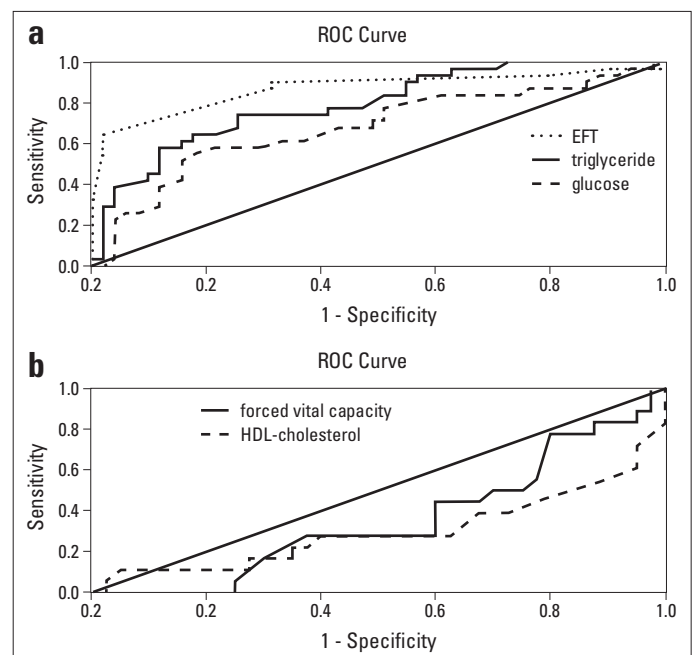 a
ROC Curve
1.0
0.8
0.6
0.4
0.2
0.0
Sensitivity
EFT
triglyceride
glucose
0.2 0.2 0.4 0.6 0.8 1.0
1 - Specificity
b
ROC Curve
1.0
0.8
0.6
0.4
0.2
0.0
Sensitivity
forced vital capacity
HDL-cholesterol
0.2 0.2 0.4 0.6 0.8 1.0
1 - Specificity